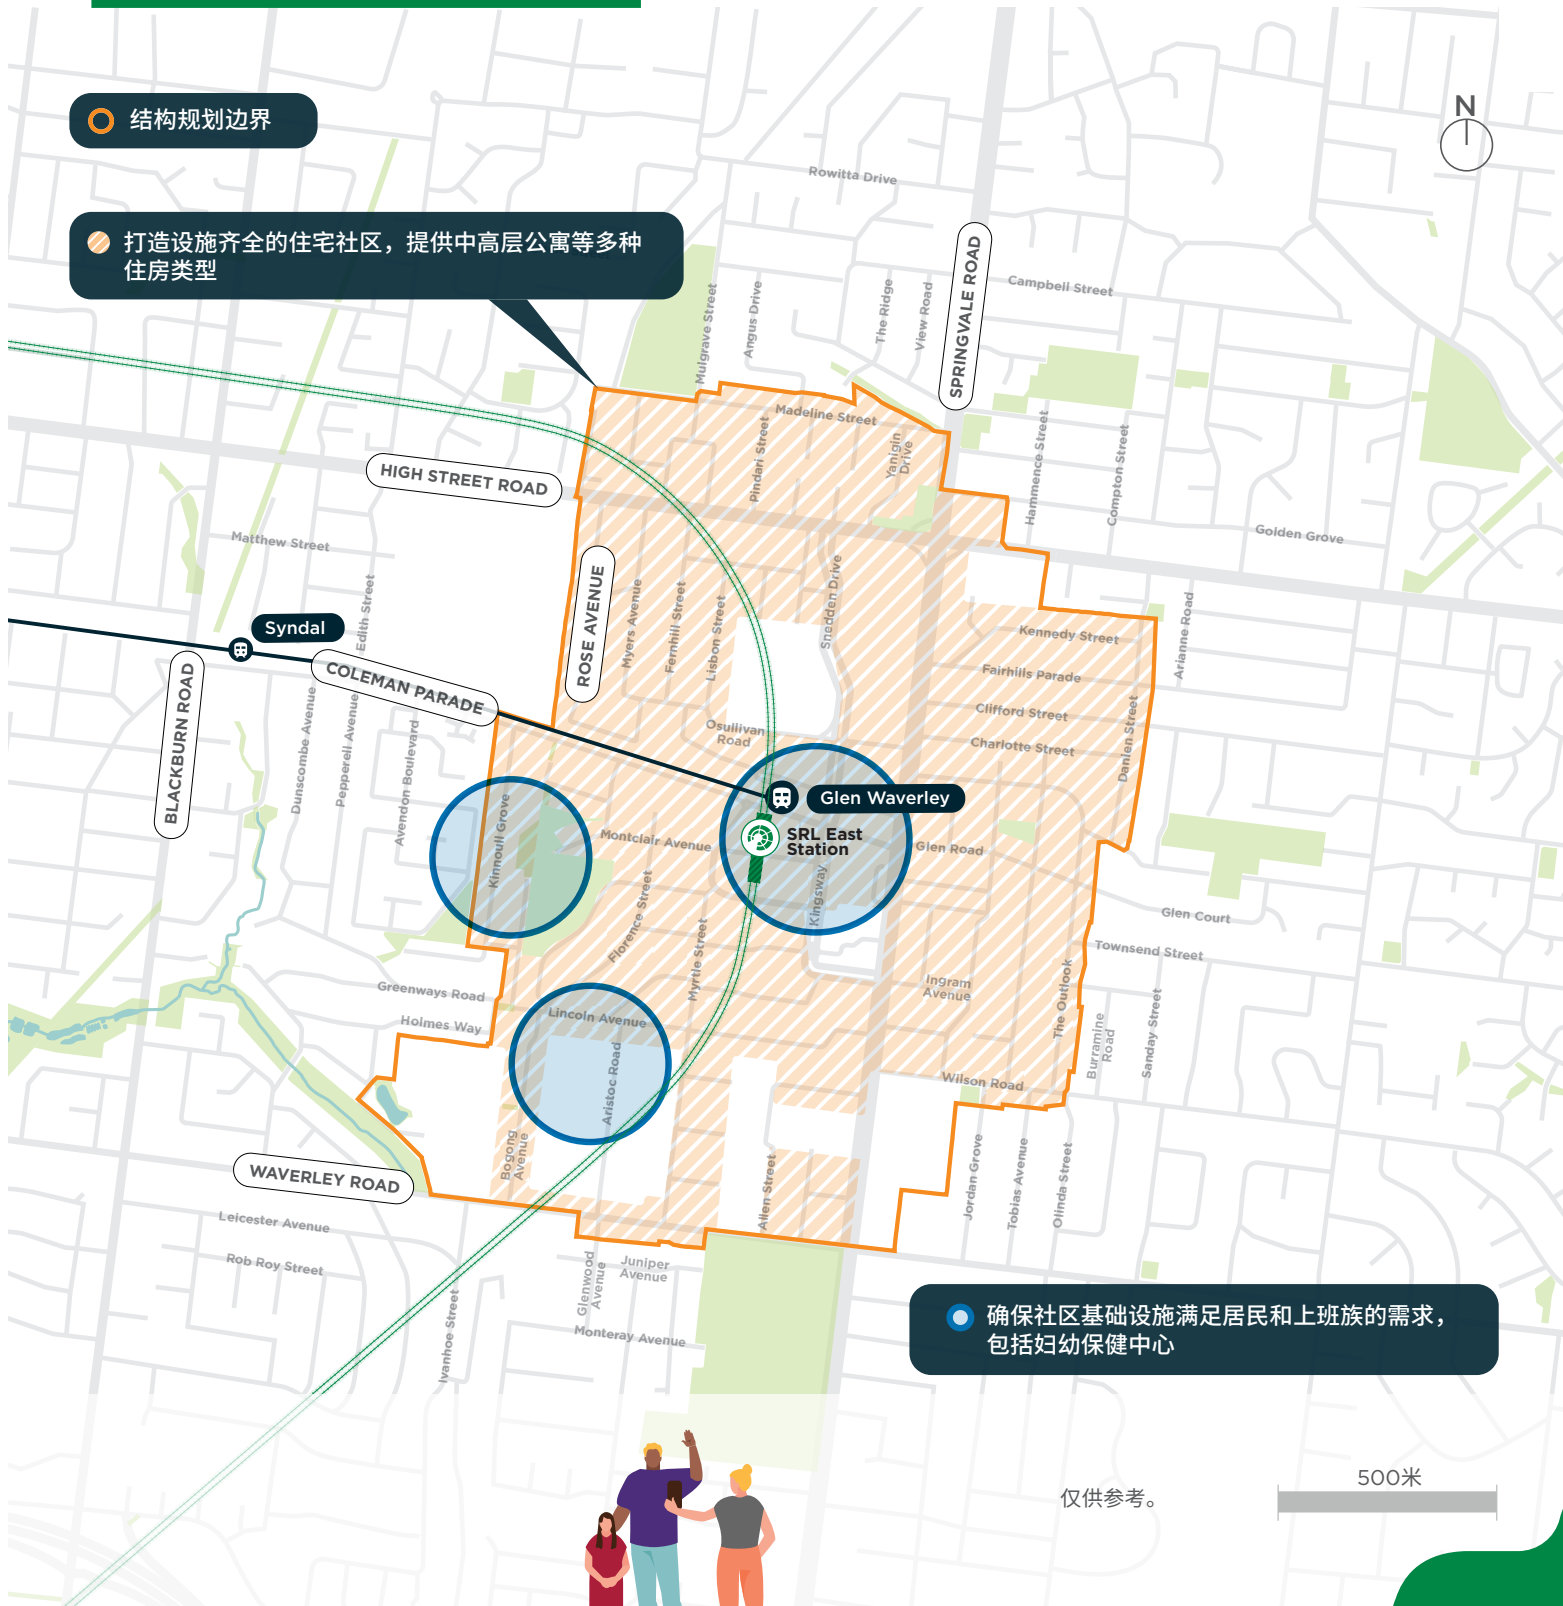 结构规划边界
N
打造设施齐全的住宅社区，提供中高层公寓等多种
住房类型
Rowitta Drive
SPRINGVALE ROAD
Campbell Street
Mulgrave Street
Angus Drive
The Ridge
View Road
Madeline Street
Pindari Street
Yanigin
Drive
Hammence Street
Compton Street
HIGH STREET ROAD
Golden Grove
Matthew Street
Edith Street
ROSE AVENUE
Myers Avenue
Fernhill Street
Lisbon Street
Snedden Drive
Arianne Road
Syndal
Kennedy Street
COLEMAN PARADE
BLACKBURN ROAD
Fairhills Parade
Clifford Street
Charlotte Street
Danien Street
Osullivan
Road
Dunscombe Avenue
Pepperell Avenue
Avendon Boulevard
Kinnoull Grove
Glen Waverley
SRL East
Station
Montclair Avenue
Glen Road
Kingsway
Florence Street
Myrtle Street
Glen Court
Townsend Street
Ingram
Avenue
The Outlook
Greenways Road
Holmes Way
Lincoln Avenue
Aristoc Road
Burramine
Road
Sanday Street
Wilson Road
Bogong
Avenue
WAVERLEY ROAD
Allen Street
Jordan Grove
Tobias Avenue
Olinda Street
Leicester Avenue
Rob Roy Street
Glenwood
Avenue
Juniper
Avenue
Ivanhoe Street
Monteray Avenue
确保社区基础设施满足居民和上班族的需求，
包括妇幼保健中心
500米
仅供参考。